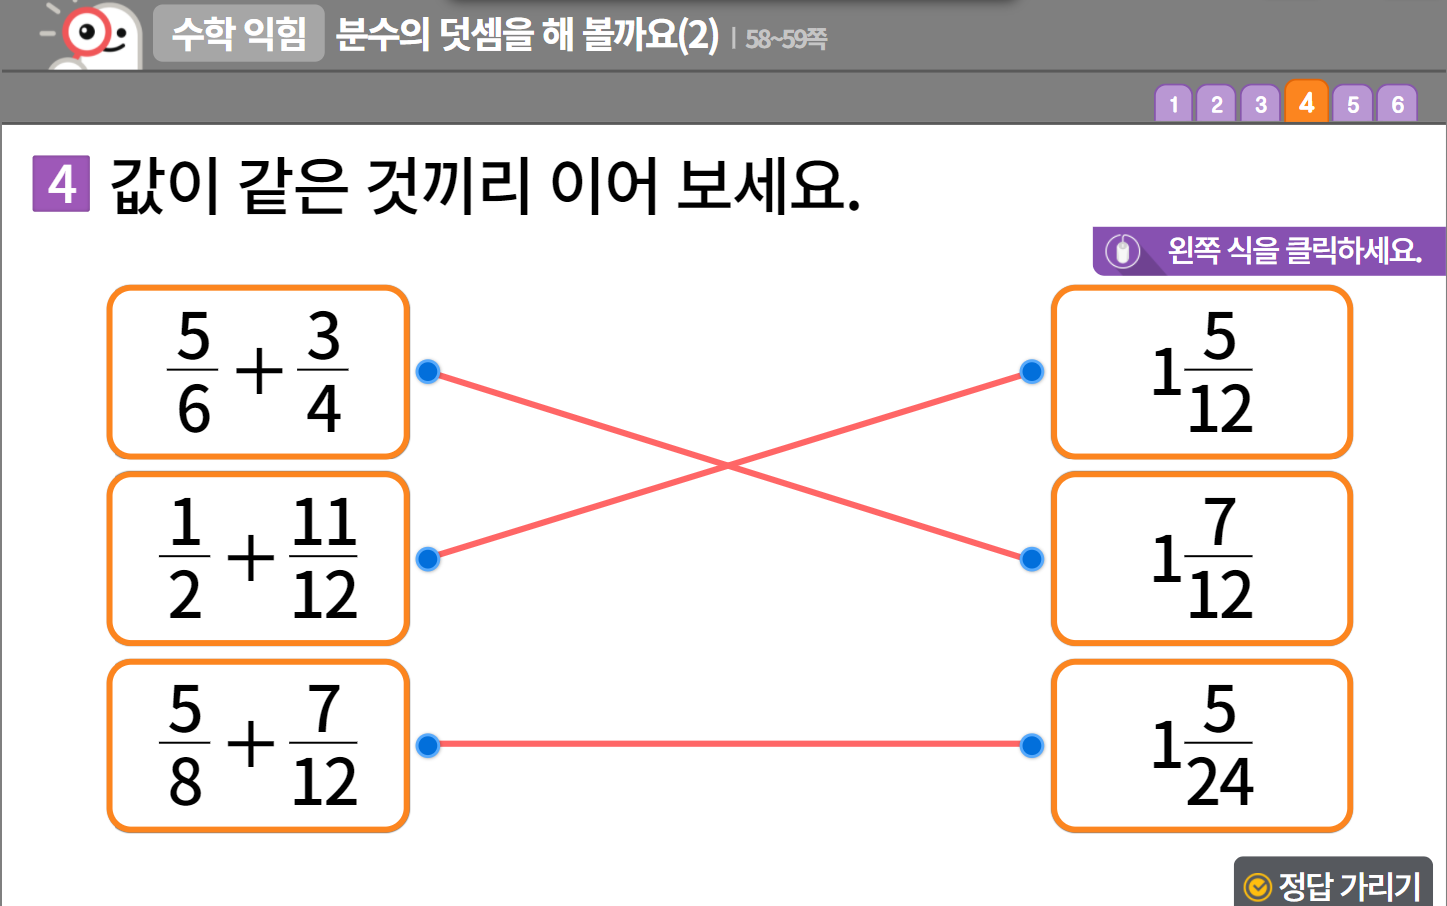 수학 익힘 분수의 덧셈을 해 볼까요(2) | 58~59쪽
1 2 3 4 5 6
4 값이 같은 것끼리 이어 보세요.
왼쪽 식을 클릭하세요.
5/6 + 3/4
1 5/12
1/2 + 11/12
1 7/12
5/8 + 7/12
1 5/24
정답 가리기